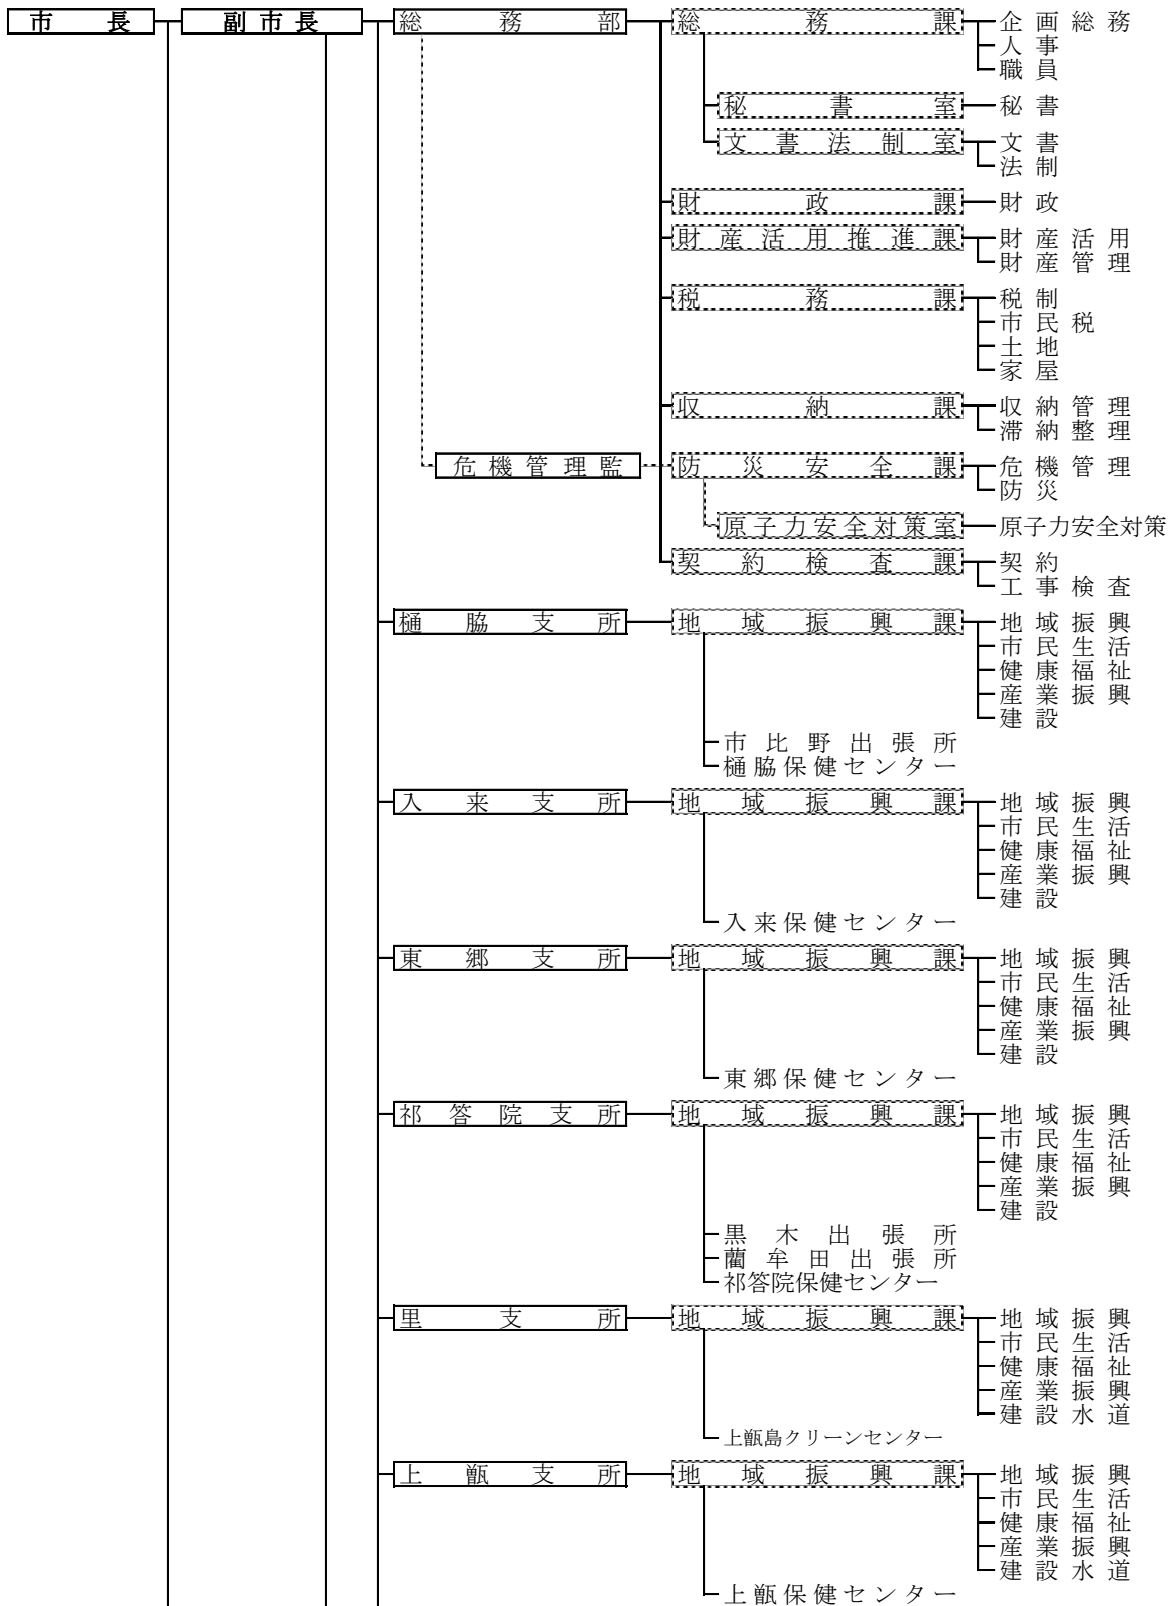 市長 副市長 総務部 総務課 企画総務
人事
職員
秘書室 秘書
文書法制室 文書
法制
財政課 財政
財産活用推進課 財産活用
財産管理
税務課 税制
市民税
土地
家屋
収納課 収納管理
滞納整理
危機管理監 防災安全課 危機管理
防災
原子力安全対策室 原子力安全対策
契約検査課 契約
工事検査
樋脇支所 地域振興課 地域振興
市民生活
健康福祉
産業振興
建設
市比野出張所
樋脇保健センター
入来支所 地域振興課 地域振興
市民生活
健康福祉
産業振興
建設
入来保健センター
東郷支所 地域振興課 地域振興
市民生活
健康福祉
産業振興
建設
東郷保健センター
祁答院支所 地域振興課 地域振興
市民生活
健康福祉
産業振興
建設
黒木出張所
藺牟田出張所
祁答院保健センター
里支所 地域振興課 地域振興
市民生活
健康福祉
産業振興
建設水道
上甑島クリーンセンター
上甑支所 地域振興課 地域振興
市民生活
健康福祉
産業振興
建設水道
上甑保健センター